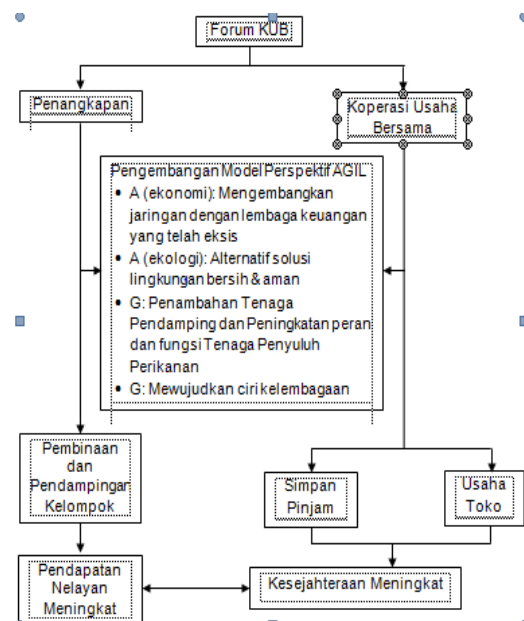 Forum KUB
Penangkapan
Koperasi Usaha
Bersama
Pengembangan Model Perspektif AGIL
• A (ekonomi): Mengembangkan
jaringan dengan lembaga keuangan
yang telah eksis
• A (ekologi): Alternatif solusi
lingkungan bersih & aman
• G: Penambahan Tenaga
Pendamping dan Peningkatan peran
dan fungsi Tenaga Penyuluh
Perikanan
• G: Mewujudkan ciri kelembagaan
Pembinaan
dan
Pendampingan
Kelompok
Simpan
Pinjam
Usaha
Toko
Pendapatan
Nelayan
Meningkat
Kesejahteraan Meningkat